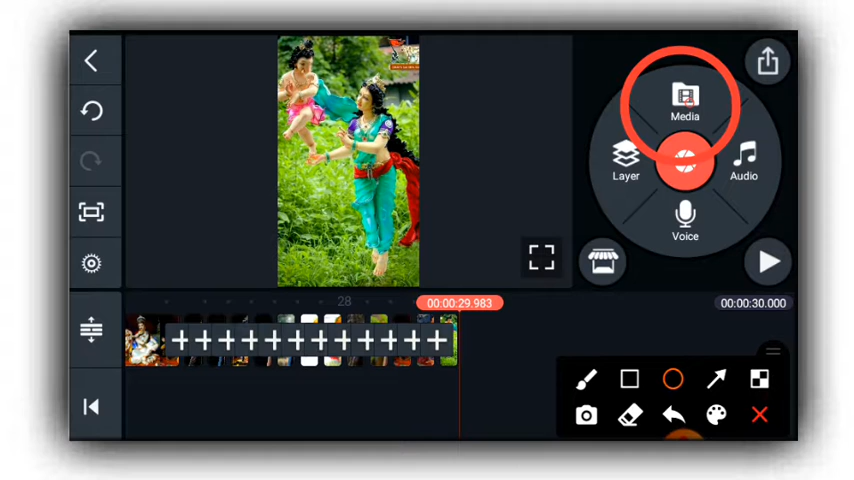 Media
Layer
Audio
Voice
28
00:00:29.983
00:00:30.000